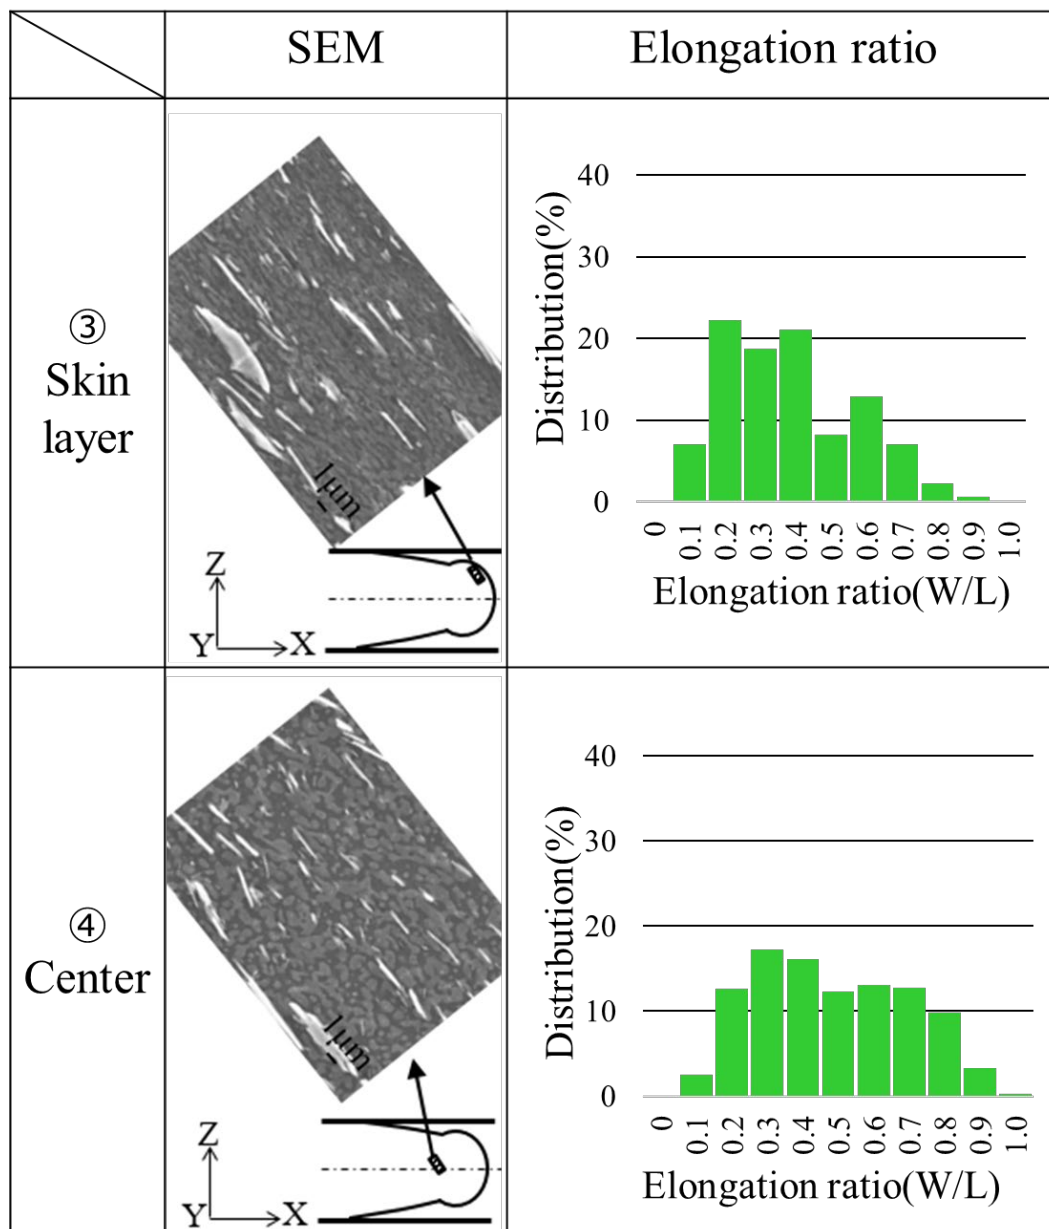 SEM
Elongation ratio
③
Skin
layer
1μm
Z
Y
X
Distribution(%)
40
30
20
10
0
0 0.1 0.2 0.3 0.4 0.5 0.6 0.7 0.8 0.9 1.0
Elongation ratio(W/L)
④
Center
1μm
Z
Y
X
Distribution(%)
40
30
20
10
0
0 0.1 0.2 0.3 0.4 0.5 0.6 0.7 0.8 0.9 1.0
Elongation ratio(W/L)